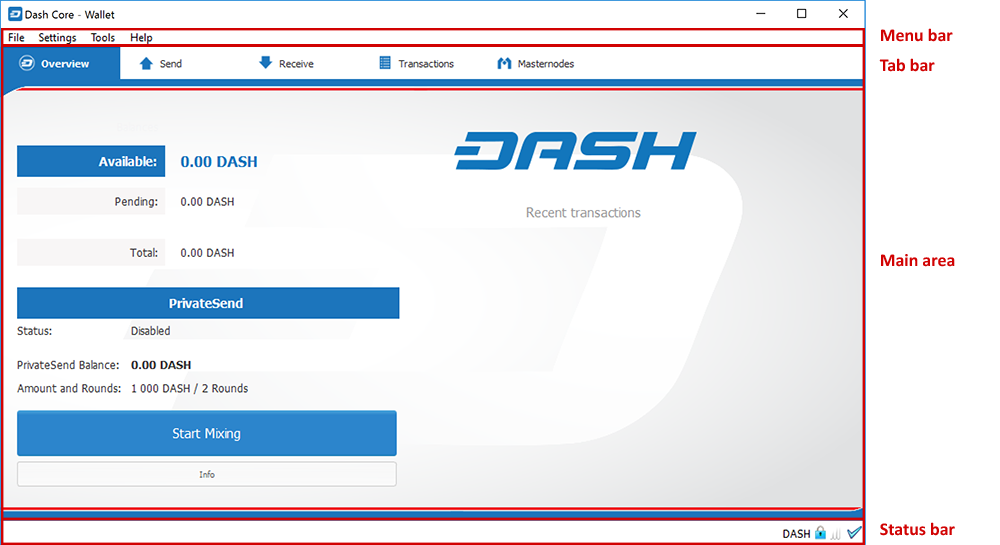 Dash Core - Wallet
File Settings Tools Help
Menu bar
Overview Send Receive Transactions Masternodes
Tab bar
DASH
Available: 0.00 DASH
Pending: 0.00 DASH
Recent transactions
Total: 0.00 DASH
Main area
PrivateSend
Status: Disabled
PrivateSend Balance: 0.00 DASH
Amount and Rounds: 1 000 DASH / 2 Rounds
Start Mixing
Info
DASH
Status bar